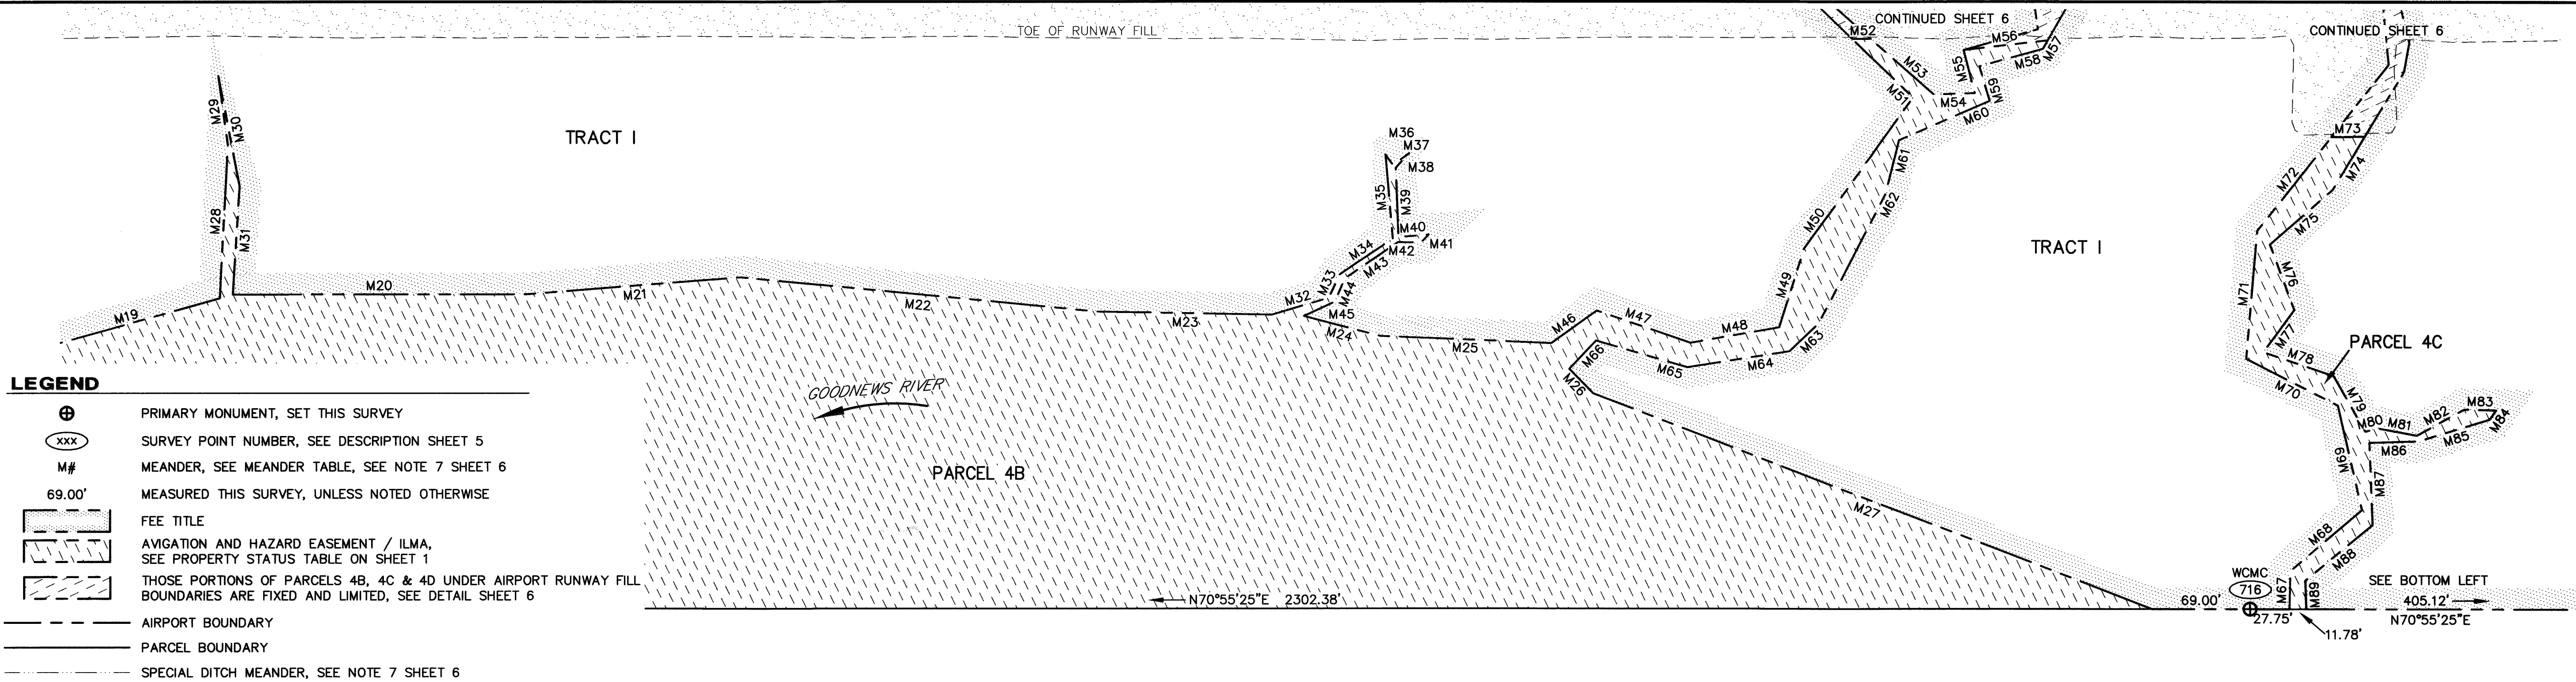 TOE OF RUNWAY FILL
CONTINUED SHEET 6
CONTINUED SHEET 6
M52
M56
M57
M53
M55
M58
M59
M54
M51
M60
M61
M29
M30
TRACT I
M36
M37
M38
M35
M39
M73
M74
M72
M28
M31
M50
M62
M40
M41
M42
M34
M43
M75
TRACT I
M76
M71
M19
M20
M21
M22
M23
M32
M33
M44
M45
M24
M25
M46
M47
M48
M49
M63
M64
M65
M66
M26
M77
M78
M70
PARCEL 4C
M79
M80
M81
M82
M83
M84
M85
M86
M69
M87
GOODNEWS RIVER
PARCEL 4B
M27
M68
M88
M67
M89
WCMC
716
69.00'
27.75'
11.78'
SEE BOTTOM LEFT
405.12'
N70°55'25"E
N70°55'25"E 2302.38'
LEGEND
PRIMARY MONUMENT, SET THIS SURVEY
XXX SURVEY POINT NUMBER, SEE DESCRIPTION SHEET 5
M# MEANDER, SEE MEANDER TABLE, SEE NOTE 7 SHEET 6
69.00' MEASURED THIS SURVEY, UNLESS NOTED OTHERWISE
FEE TITLE
AVIGATION AND HAZARD EASEMENT / ILMA,
SEE PROPERTY STATUS TABLE ON SHEET 1
THOSE PORTIONS OF PARCELS 4B, 4C & 4D UNDER AIRPORT RUNWAY FILL
BOUNDARIES ARE FIXED AND LIMITED, SEE DETAIL SHEET 6
AIRPORT BOUNDARY
PARCEL BOUNDARY
SPECIAL DITCH MEANDER, SEE NOTE 7 SHEET 6